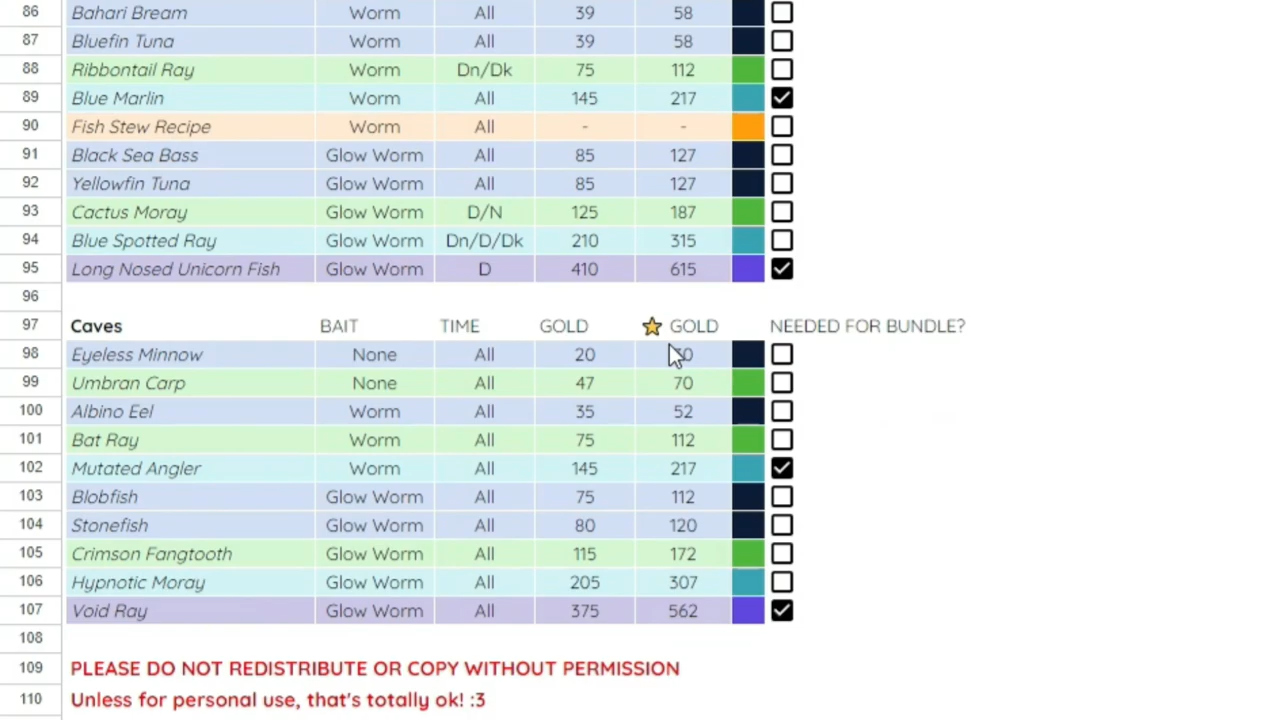 86 Bahari Bream Worm All 39 58
87 Bluefin Tuna Worm All 39 58
88 Ribbontail Ray Worm Dn/Dk 75 112
89 Blue Marlin Worm All 145 217
90 Fish Stew Recipe Worm All - -
91 Black Sea Bass Glow Worm All 85 127
92 Yellowfin Tuna Glow Worm All 85 127
93 Cactus Moray Glow Worm D/N 125 187
94 Blue Spotted Ray Glow Worm Dn/D/Dk 210 315
95 Long Nosed Unicorn Fish Glow Worm D 410 615
96
97 Caves BAIT TIME GOLD GOLD NEEDED FOR BUNDLE?
98 Eyeless Minnow None All 20
99 Umbran Carp None All 47 70
100 Albino Eel Worm All 35 52
101 Bat Ray Worm All 75 112
102 Mutated Angler Worm All 145 217
103 Blobfish Glow Worm All 75 112
104 Stonefish Glow Worm All 80 120
105 Crimson Fangtooth Glow Worm All 115 172
106 Hypnotic Moray Glow Worm All 205 307
107 Void Ray Glow Worm All 375 562
108
109 PLEASE DO NOT REDISTRIBUTE OR COPY WITHOUT PERMISSION
110 Unless for personal use, that's totally ok! :3